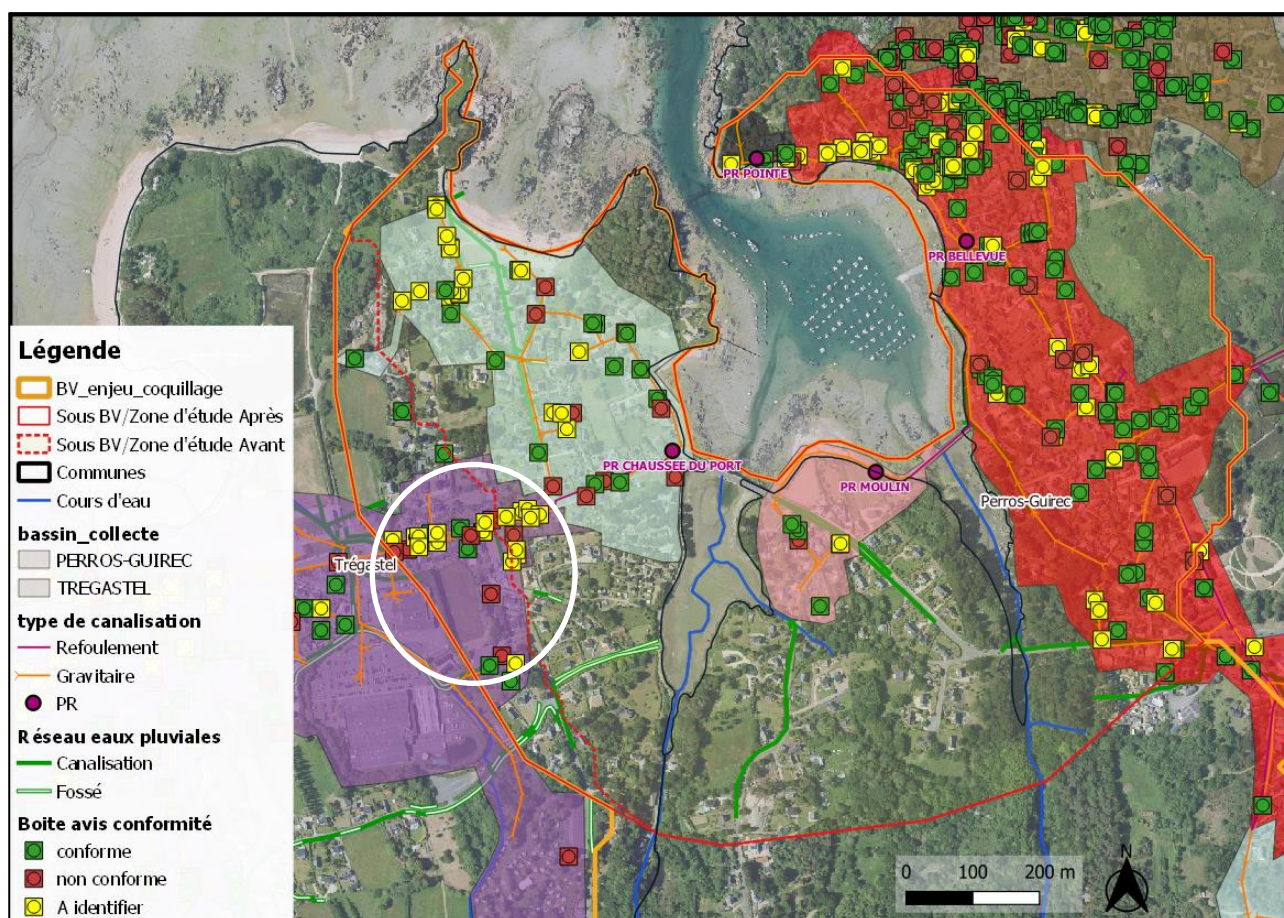 PR POINTE
PR BELLEVUE
PR CHAUSSEE DU PORT
PR MOULIN
Perros-Guirec
Trégastel
Légende
BV_enjeu_coquillage
Sous BV/Zone d'étude Après
Sous BV/Zone d'étude Avant
Communes
Cours d'eau
bassin_collecte
PERROS-GUIREC
TREGASTEL
type de canalisation
Refoulement
Gravitaire
PR
Réseau eaux pluviales
Canalisation
Fossé
Boite avis conformité
conforme
non conforme
A identifier
0 100 200 m
N